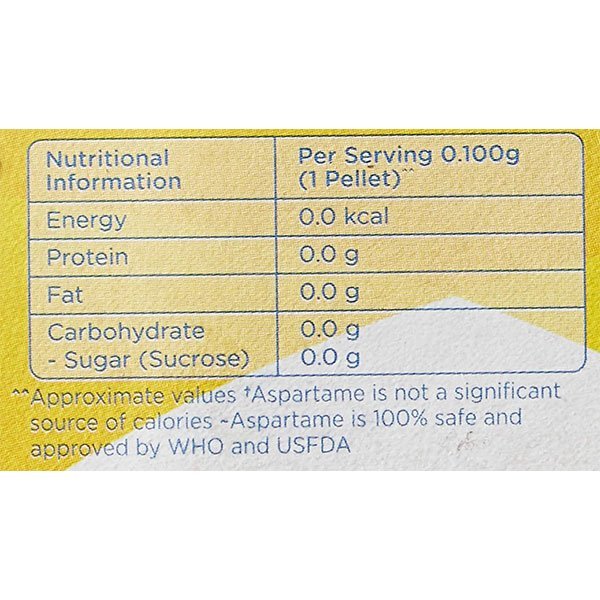 Nutritional Information Per Serving 0.100g (1 Pellet)^^
Energy 0.0 kcal
Protein 0.0 g
Fat 0.0 g
Carbohydrate 0.0 g
- Sugar (Sucrose) 0.0 g
^^Approximate values †Aspartame is not a significant
source of calories ~Aspartame is 100% safe and
approved by WHO and USFDA